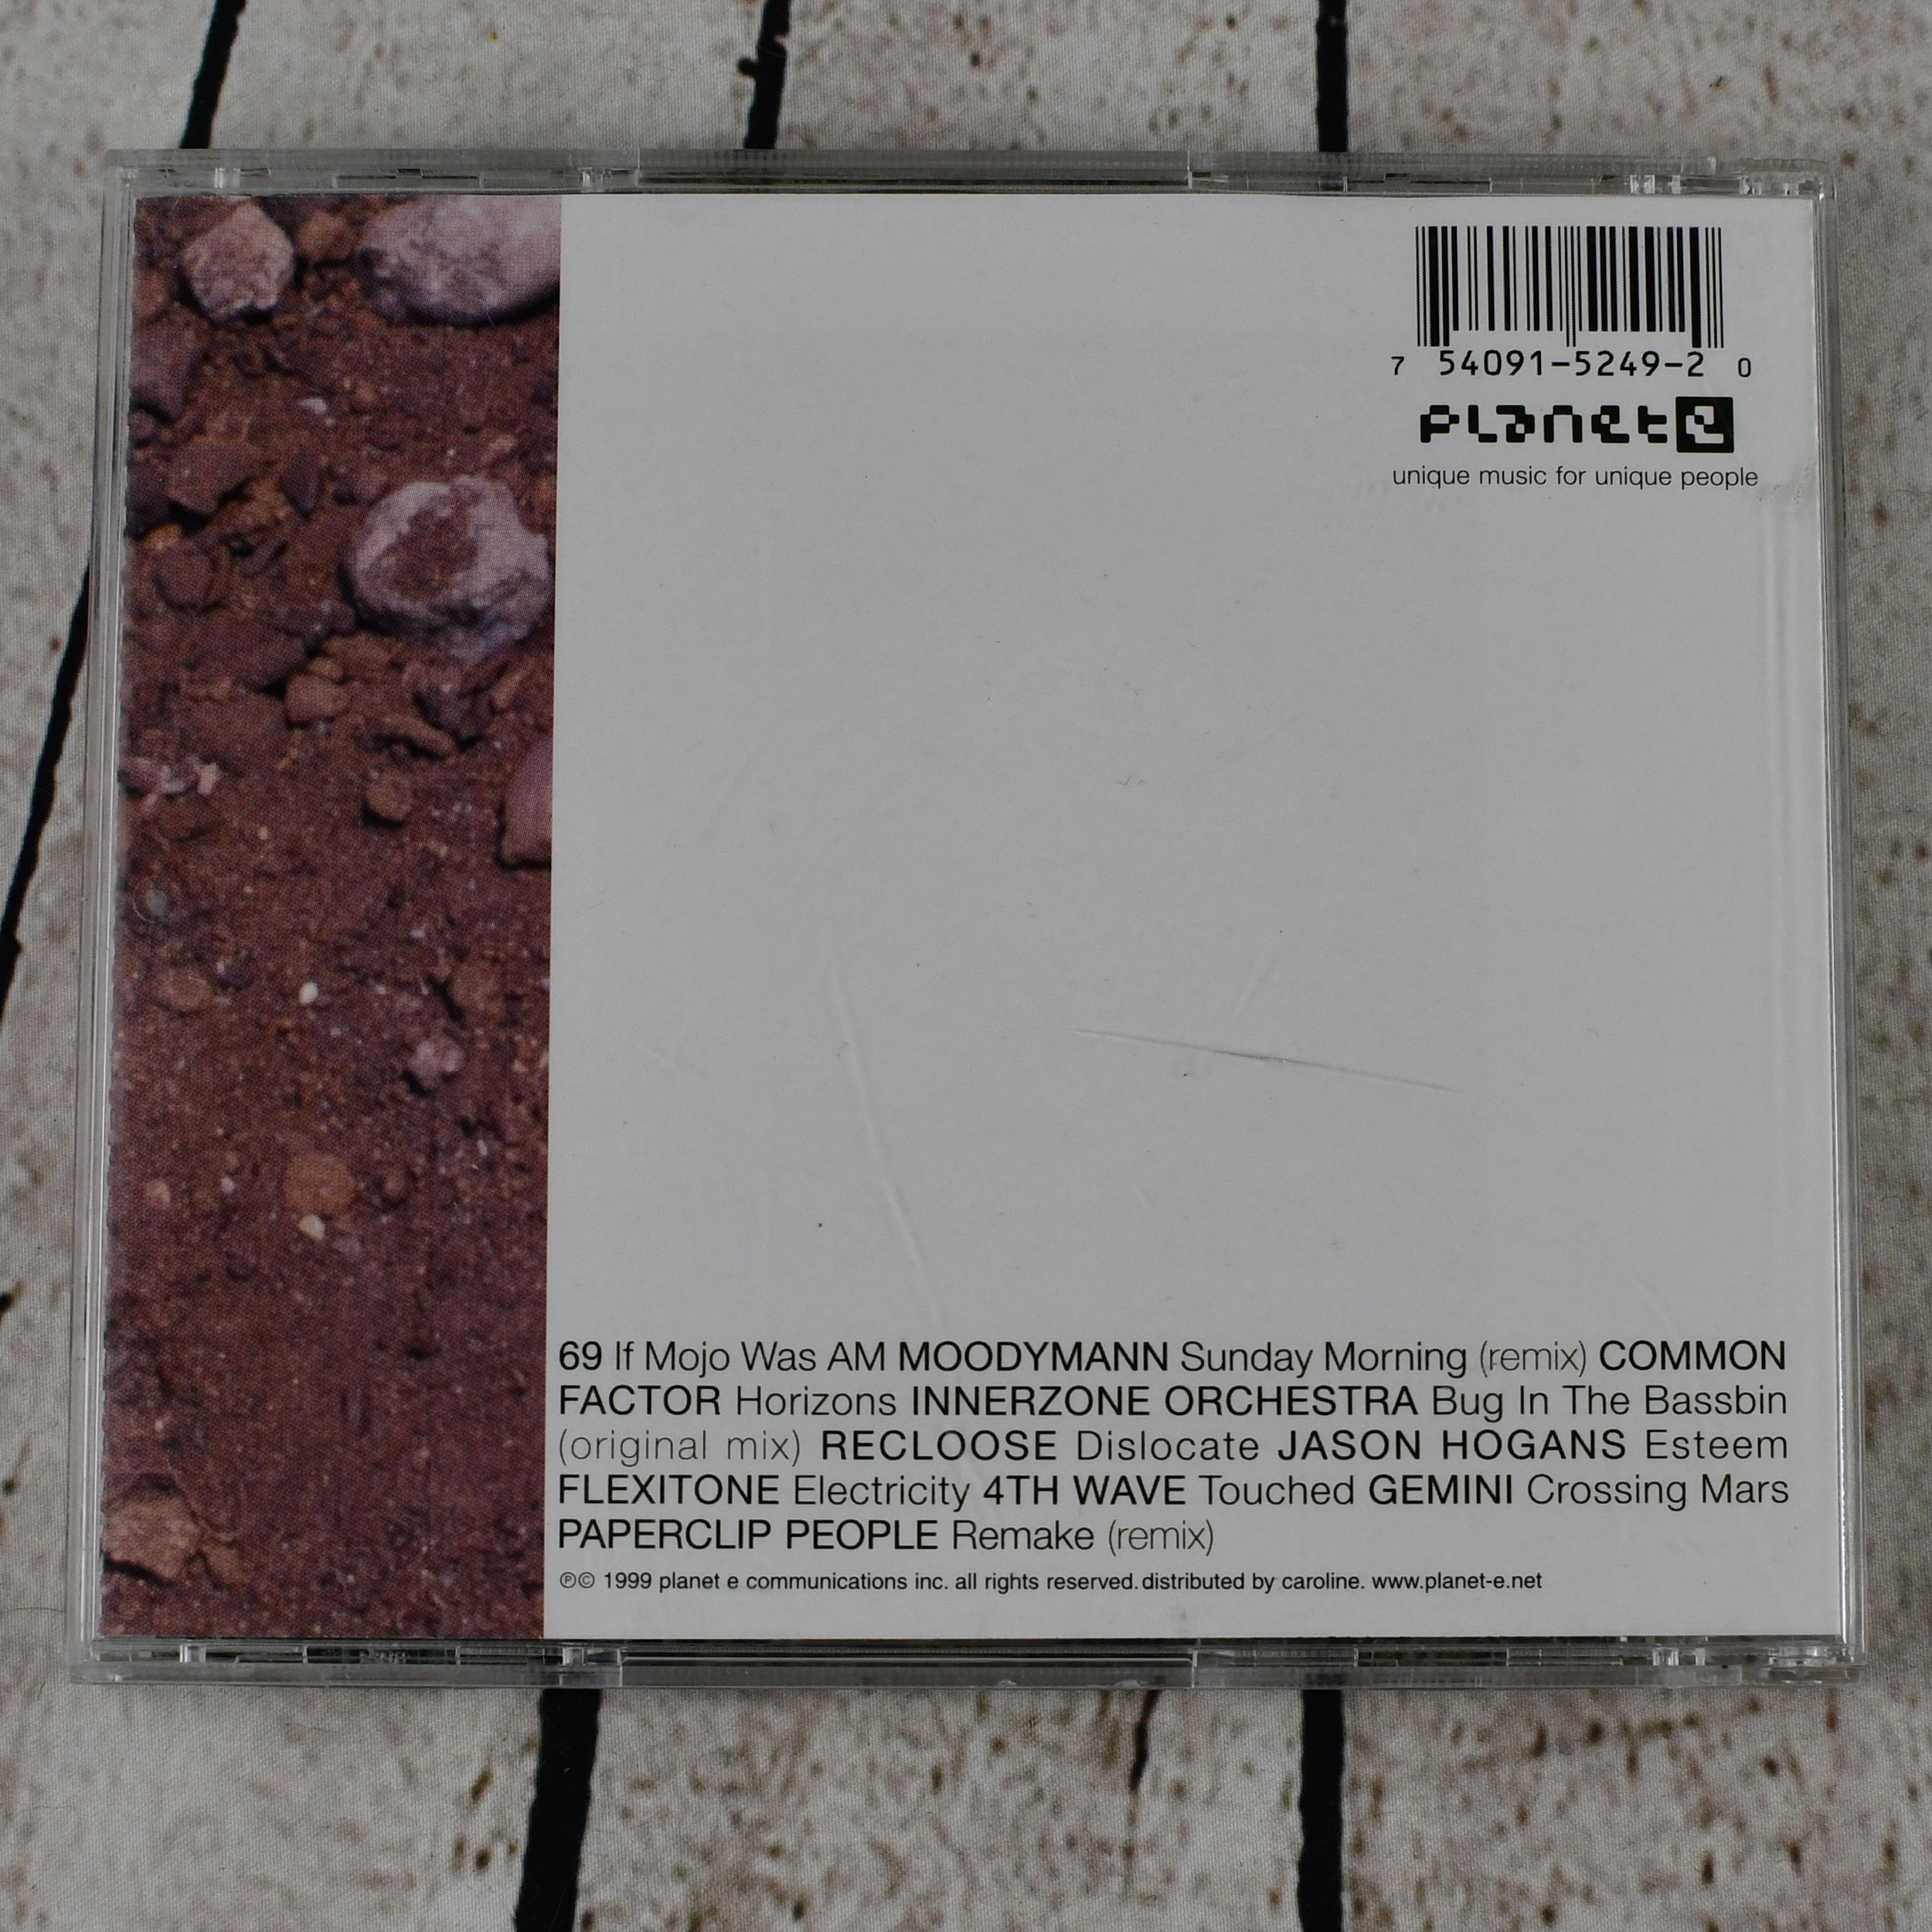 7 54091-5249-2 0
planet e
unique music for unique people
69 If Mojo Was AM MOODYMANN Sunday Morning (remix) COMMON
FACTOR Horizons INNERZONE ORCHESTRA Bug In The Bassbin
(original mix) RECLOOSE Dislocate JASON HOGANS Esteem
FLEXITONE Electricity 4TH WAVE Touched GEMINI Crossing Mars
PAPERCLIP PEOPLE Remake (remix)
℗© 1999 planet e communications inc. all rights reserved. distributed by caroline. www.planet-e.net